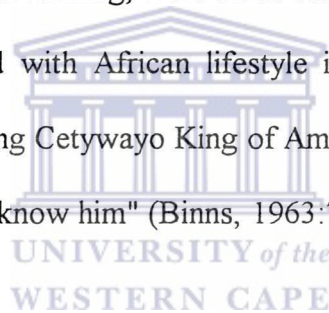 with African lifestyle i
ng Cetywayo King of Am
know him" (Binns, 1963:
UNIVERSITY of the
WESTERN CAPE